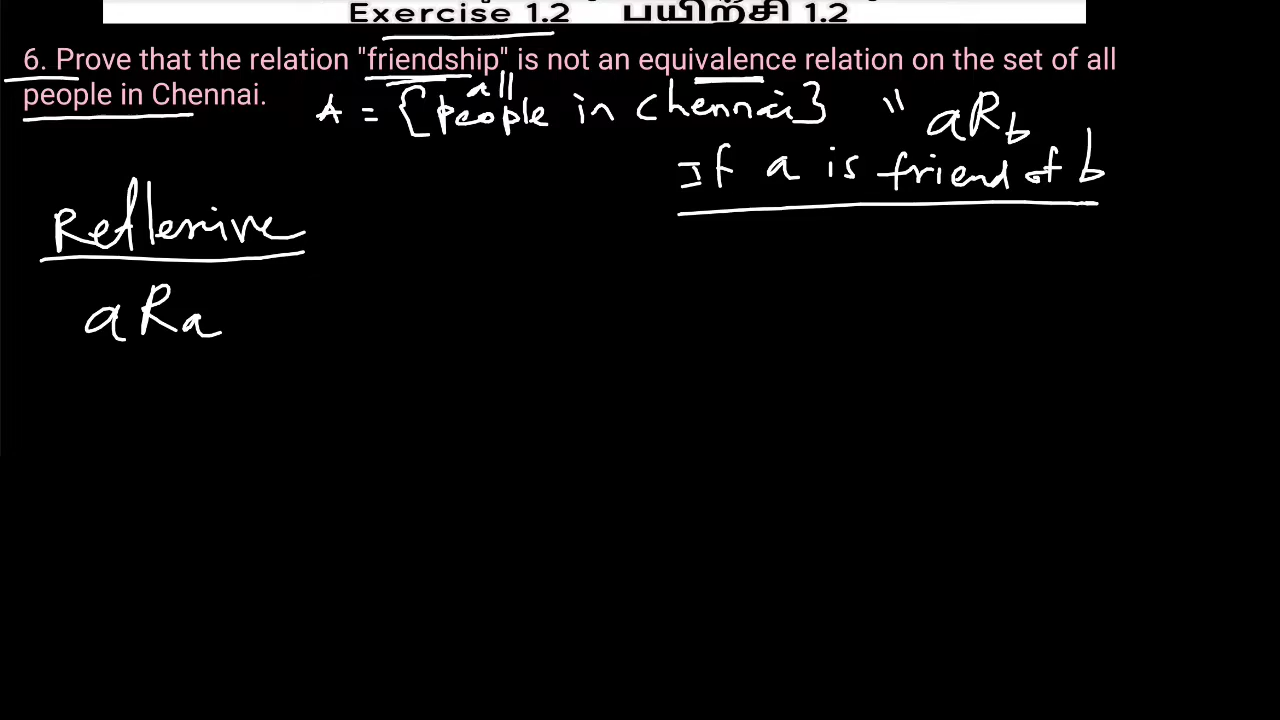 Exercise 1.2 பயிற்சி 1.2
6. Prove that the relation "friendship" is not an equivalence relation on the set of all
people in Chennai.
all
A = {people in Chennai} " aRb
If a is friend of b
Reflexive
aRa